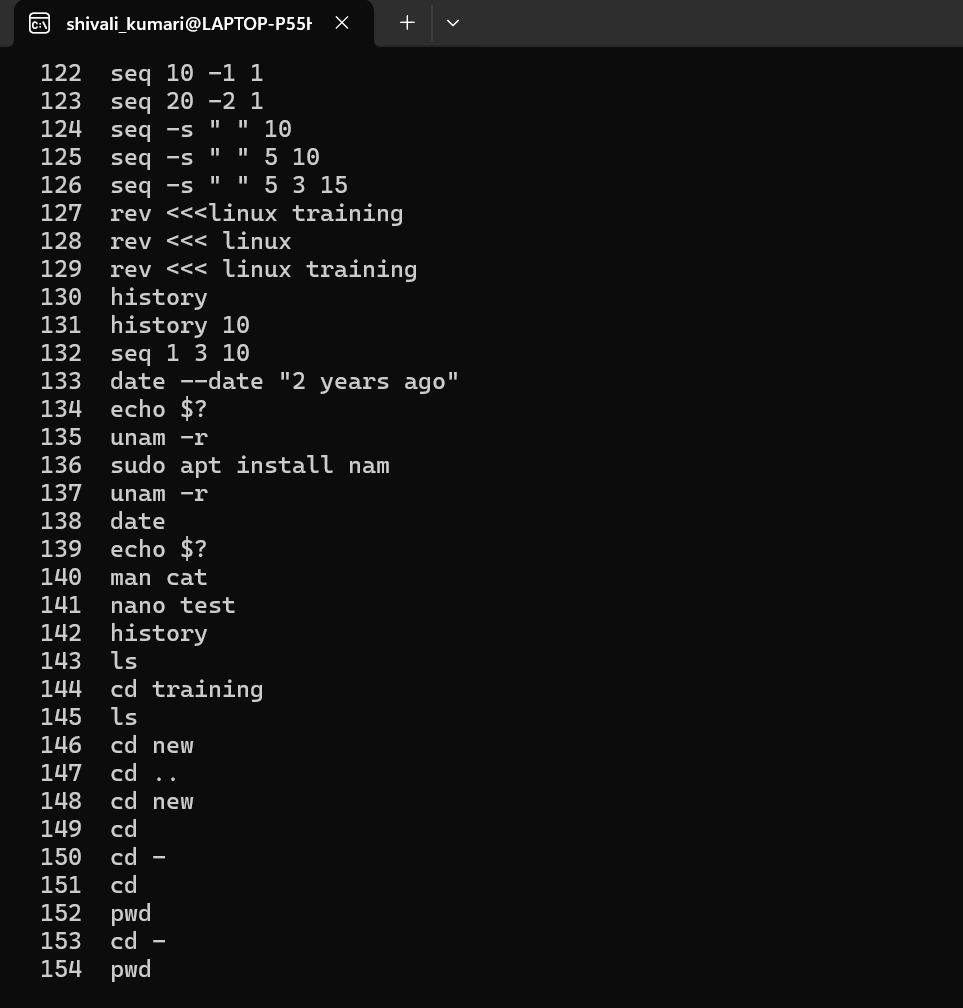 shivali_kumari@LAPTOP-P55H
122 seq 10 -1 1
123 seq 20 -2 1
124 seq -s " " 10
125 seq -s " " 5 10
126 seq -s " " 5 3 15
127 rev <<<linux training
128 rev <<< linux
129 rev <<< linux training
130 history
131 history 10
132 seq 1 3 10
133 date --date "2 years ago"
134 echo $?
135 unam -r
136 sudo apt install nam
137 unam -r
138 date
139 echo $?
140 man cat
141 nano test
142 history
143 ls
144 cd training
145 ls
146 cd new
147 cd ..
148 cd new
149 cd
150 cd -
151 cd
152 pwd
153 cd -
154 pwd